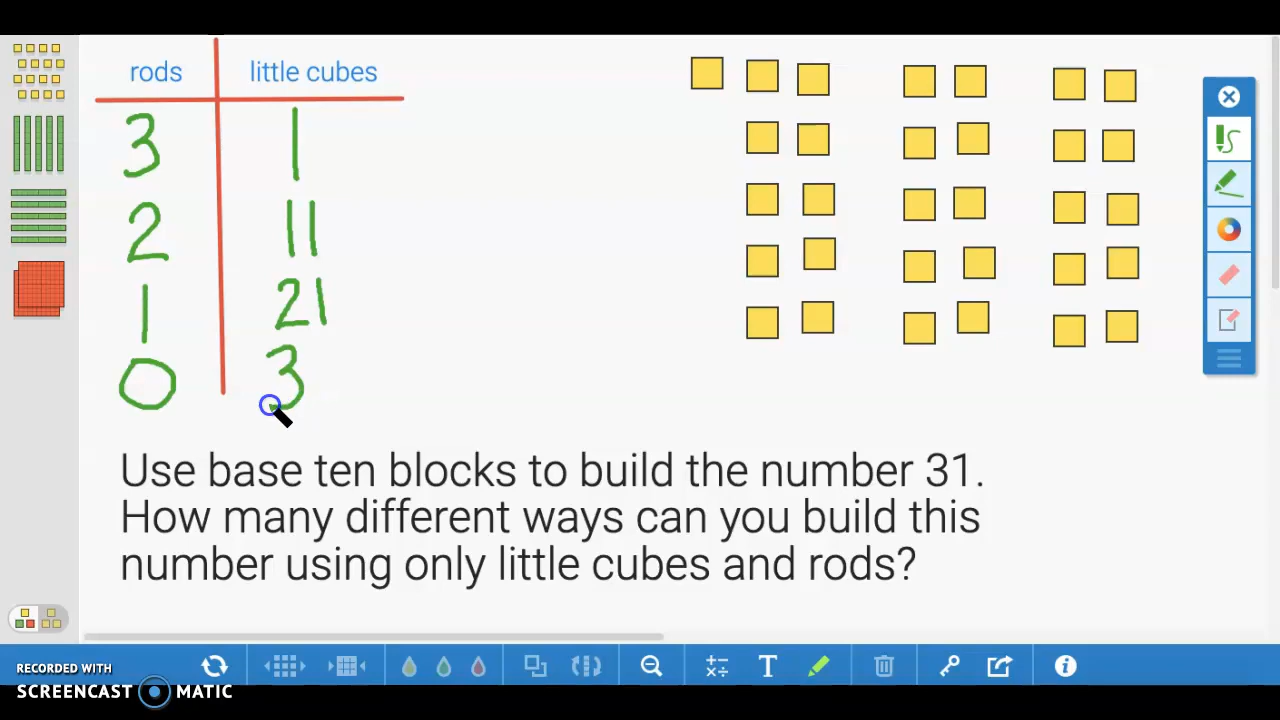 rods little cubes
3 1
2 11
1 21
0 3
Use base ten blocks to build the number 31.
How many different ways can you build this
number using only little cubes and rods?
RECORDED WITH
SCREENCAST MATIC